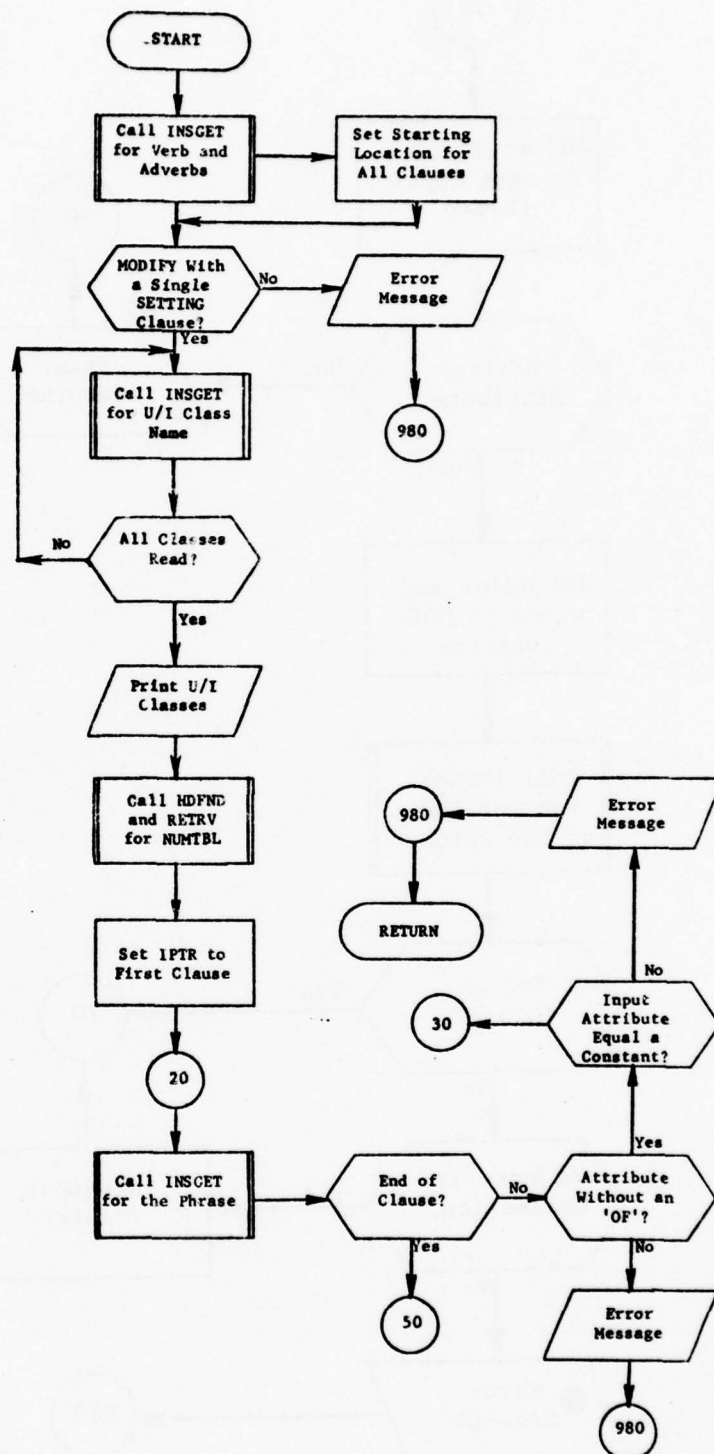 START
Call INSGET
for Verb and
Adverbs
Set Starting
Location for
All Clauses
MODIFY With
a Single
SETTING
Clause?
No
Error
Message
Yes
980
Call INSGET
for U/I Class
Name
All Classes
Read?
No
Yes
Print U/I
Classes
Call HDFND
and RETRV
for NUMTBL
980
Error
Message
RETURN
Set IPTR to
First Clause
No
30
Input
Attribute
Equal a
Constant?
20
Yes
Call INSGET
for the Phrase
End of
Clause?
No
Attribute
Without an
'OF'?
Yes
No
50
Error
Message
980